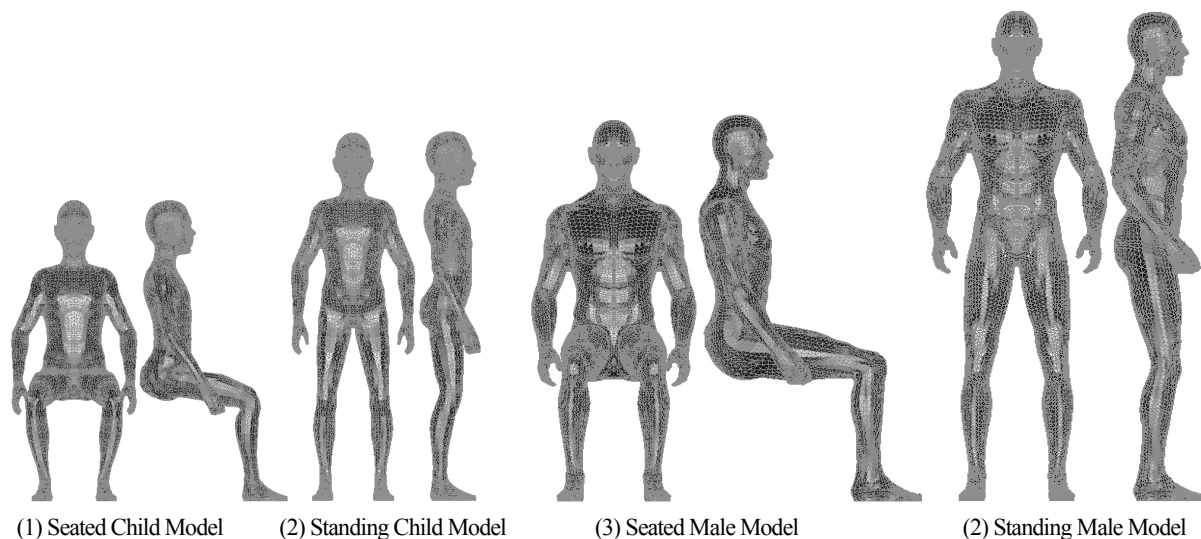 (1) Seated Child Model
(2) Standing Child Model
(3) Seated Male Model
(2) Standing Male Model